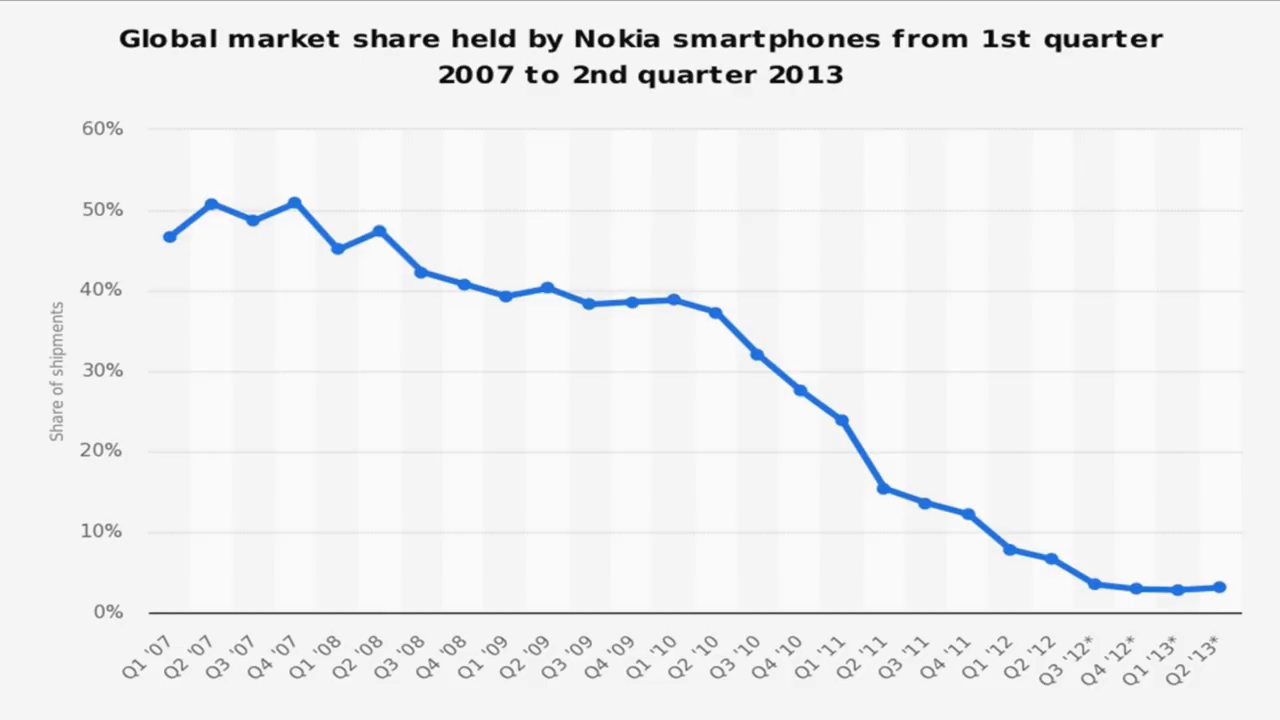 Global market share held by Nokia smartphones from 1st quarter
2007 to 2nd quarter 2013
60%
50%
40%
30%
20%
10%
0%
Share of shipments
Q1 '07
Q2 '07
Q3 '07
Q4 '07
Q1 '08
Q2 '08
Q3 '08
Q4 '08
Q1 '09
Q2 '09
Q3 '09
Q4 '09
Q1 '10
Q2 '10
Q3 '10
Q4 '10
Q1 '11
Q2 '11
Q3 '11
Q4 '11
Q1 '12
Q2 '12
Q3 '12*
Q4 '12*
Q1 '13*
Q2 '13*